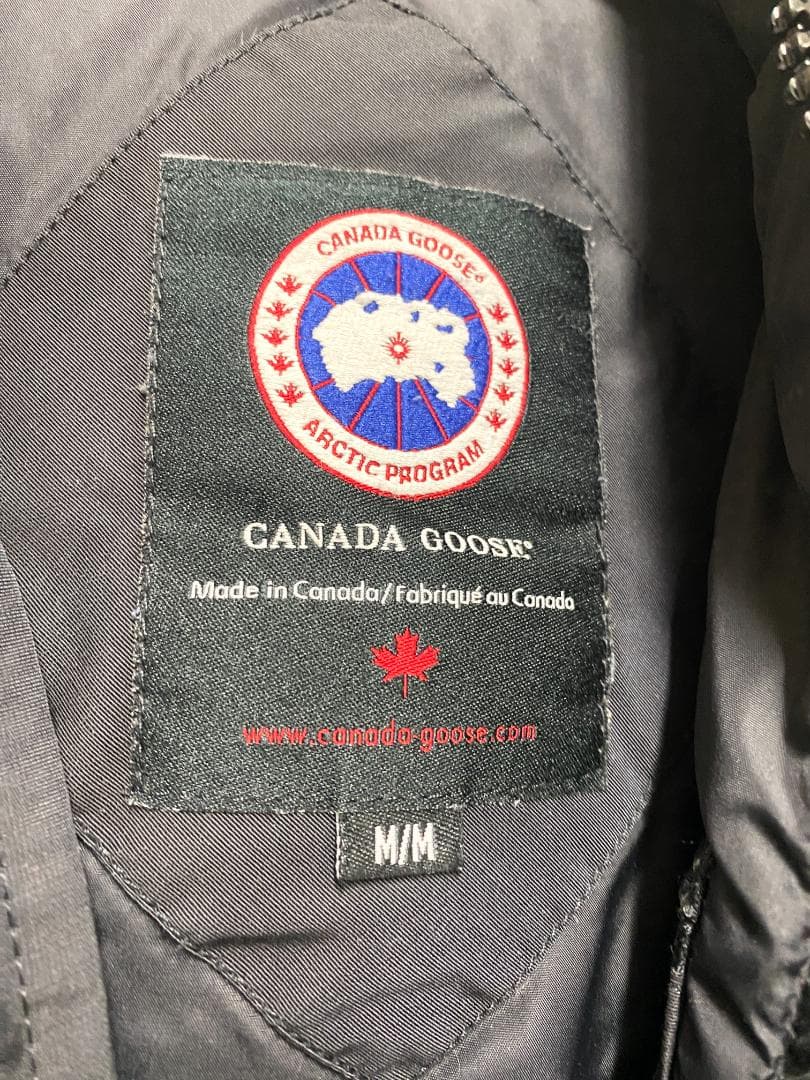 CANADA GOOSE®
ARCTIC PROGRAM
CANADA GOOSE®
Made in Canada/Fabriqué au Canada
www.canada-goose.com
M/M